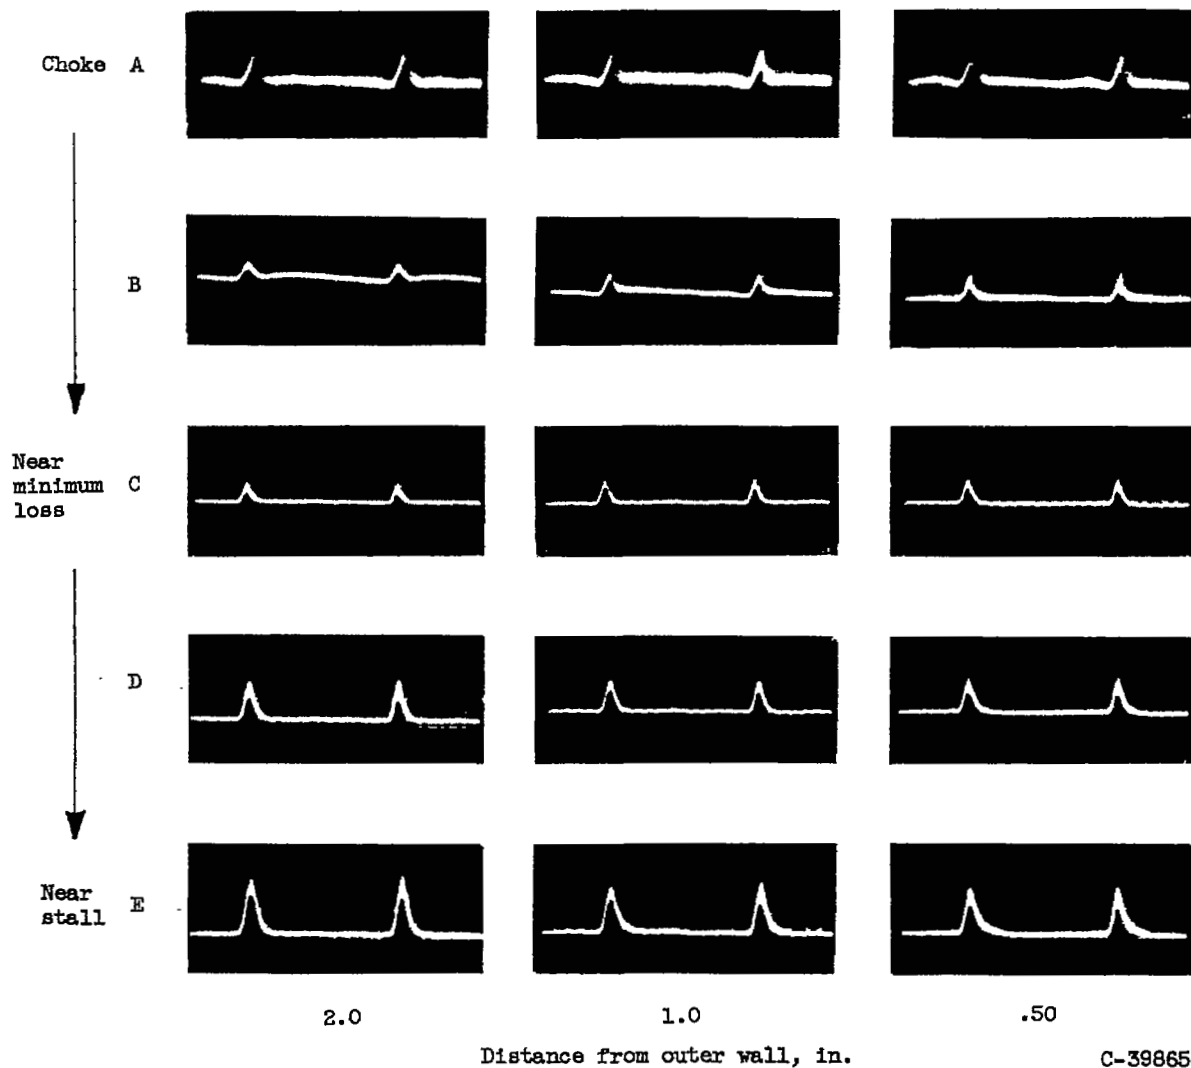 Choke A
B
Near
minimum C
loss
D
Near
stall E
2.0 1.0 .50
Distance from outer wall, in.
C-39865